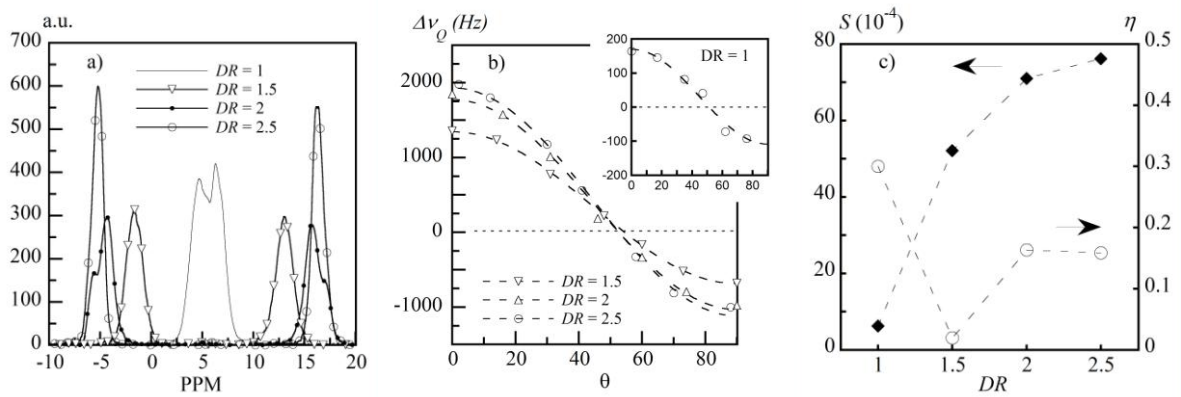 a.u.
700
600
500
400
300
200
100
0
-10
-5
0
5
10
15
20
PPM
a)
DR = 1
DR = 1.5
DR = 2
DR = 2.5
Δν_Q (Hz)
2000
1500
1000
0
-1000
0
20
40
60
80
θ
b)
DR = 1.5
DR = 2
DR = 2.5
DR = 1
200
100
0
-100
-200
0
20
40
60
80
S (10⁻⁴)
η
80
60
40
20
0
0.5
0.4
0.3
0.2
0.1
0
1
1.5
2
2.5
DR
c)